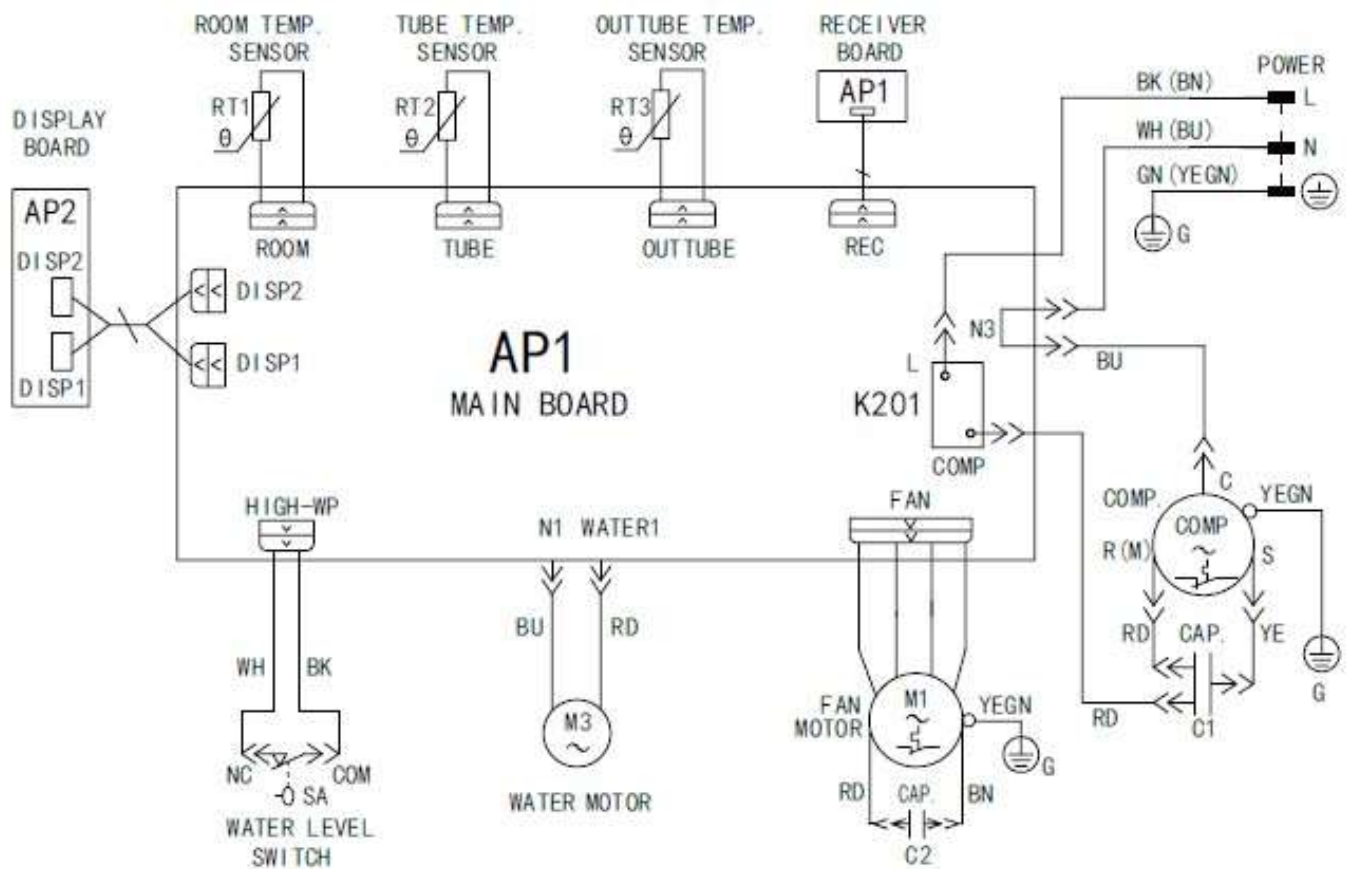 ROOM TEMP.
SENSOR
TUBE TEMP.
SENSOR
OUTTUBE TEMP.
SENSOR
RECEIVER
BOARD
POWER
DISPLAY
BOARD
RT1
θ
RT2
θ
RT3
θ
AP1
BK(BN)
L
WH(BU)
N
GN(YEGN)
G
AP2
DISP2
DISP1
ROOM
TUBE
OUTTUBE
REC
DISP2
DISP1
AP1
MAIN BOARD
L
K201
COMP
N3
BU
HIGH-WP
N1 WATER1
FAN
COMP.
C
YEGN
COMP
R(M)
S
RD
CAP.
YE
G
RD
C1
WH
BK
BU
RD
NC
COM
SA
WATER LEVEL
SWITCH
M3
WATER MOTOR
FAN
MOTOR
M1
YEGN
G
RD
CAP.
BN
C2